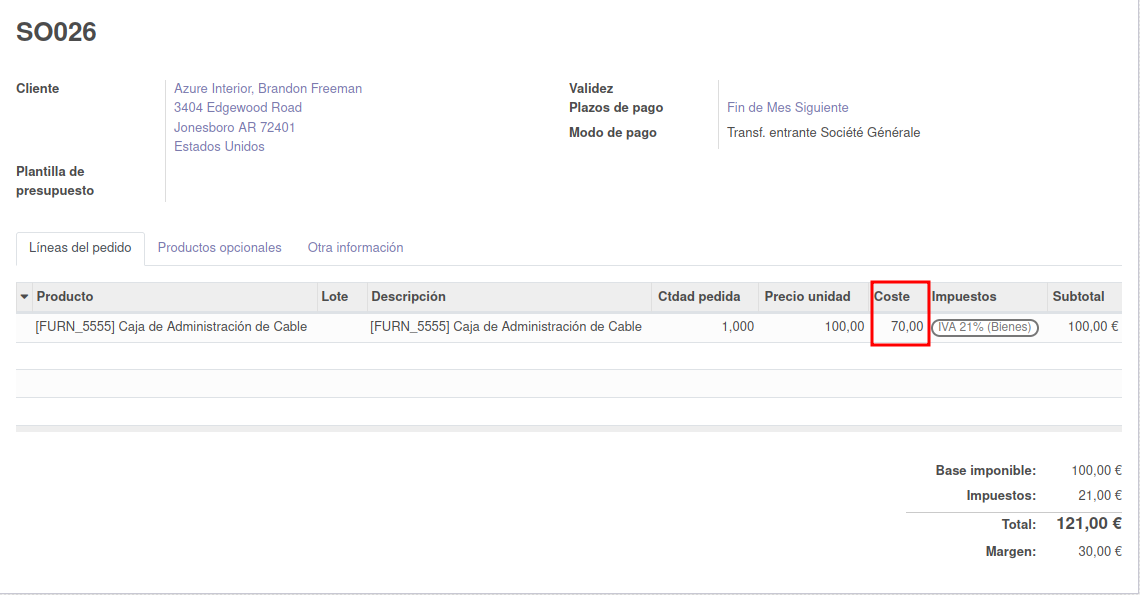 SO026
Cliente
Azure Interior, Brandon Freeman
3404 Edgewood Road
Jonesboro AR 72401
Estados Unidos
Plantilla de
presupuesto
Validez
Plazos de pago Fin de Mes Siguiente
Modo de pago Transf. entrante Société Générale
Líneas del pedido Productos opcionales Otra información
Producto Lote Descripción Ctdad pedida Precio unidad Coste Impuestos Subtotal
[FURN_5555] Caja de Administración de Cable [FURN_5555] Caja de Administración de Cable 1,000 100,00 70,00 IVA 21% (Bienes) 100,00 €
Base imponible: 100,00 €
Impuestos: 21,00 €
Total: 121,00 €
Margen: 30,00 €